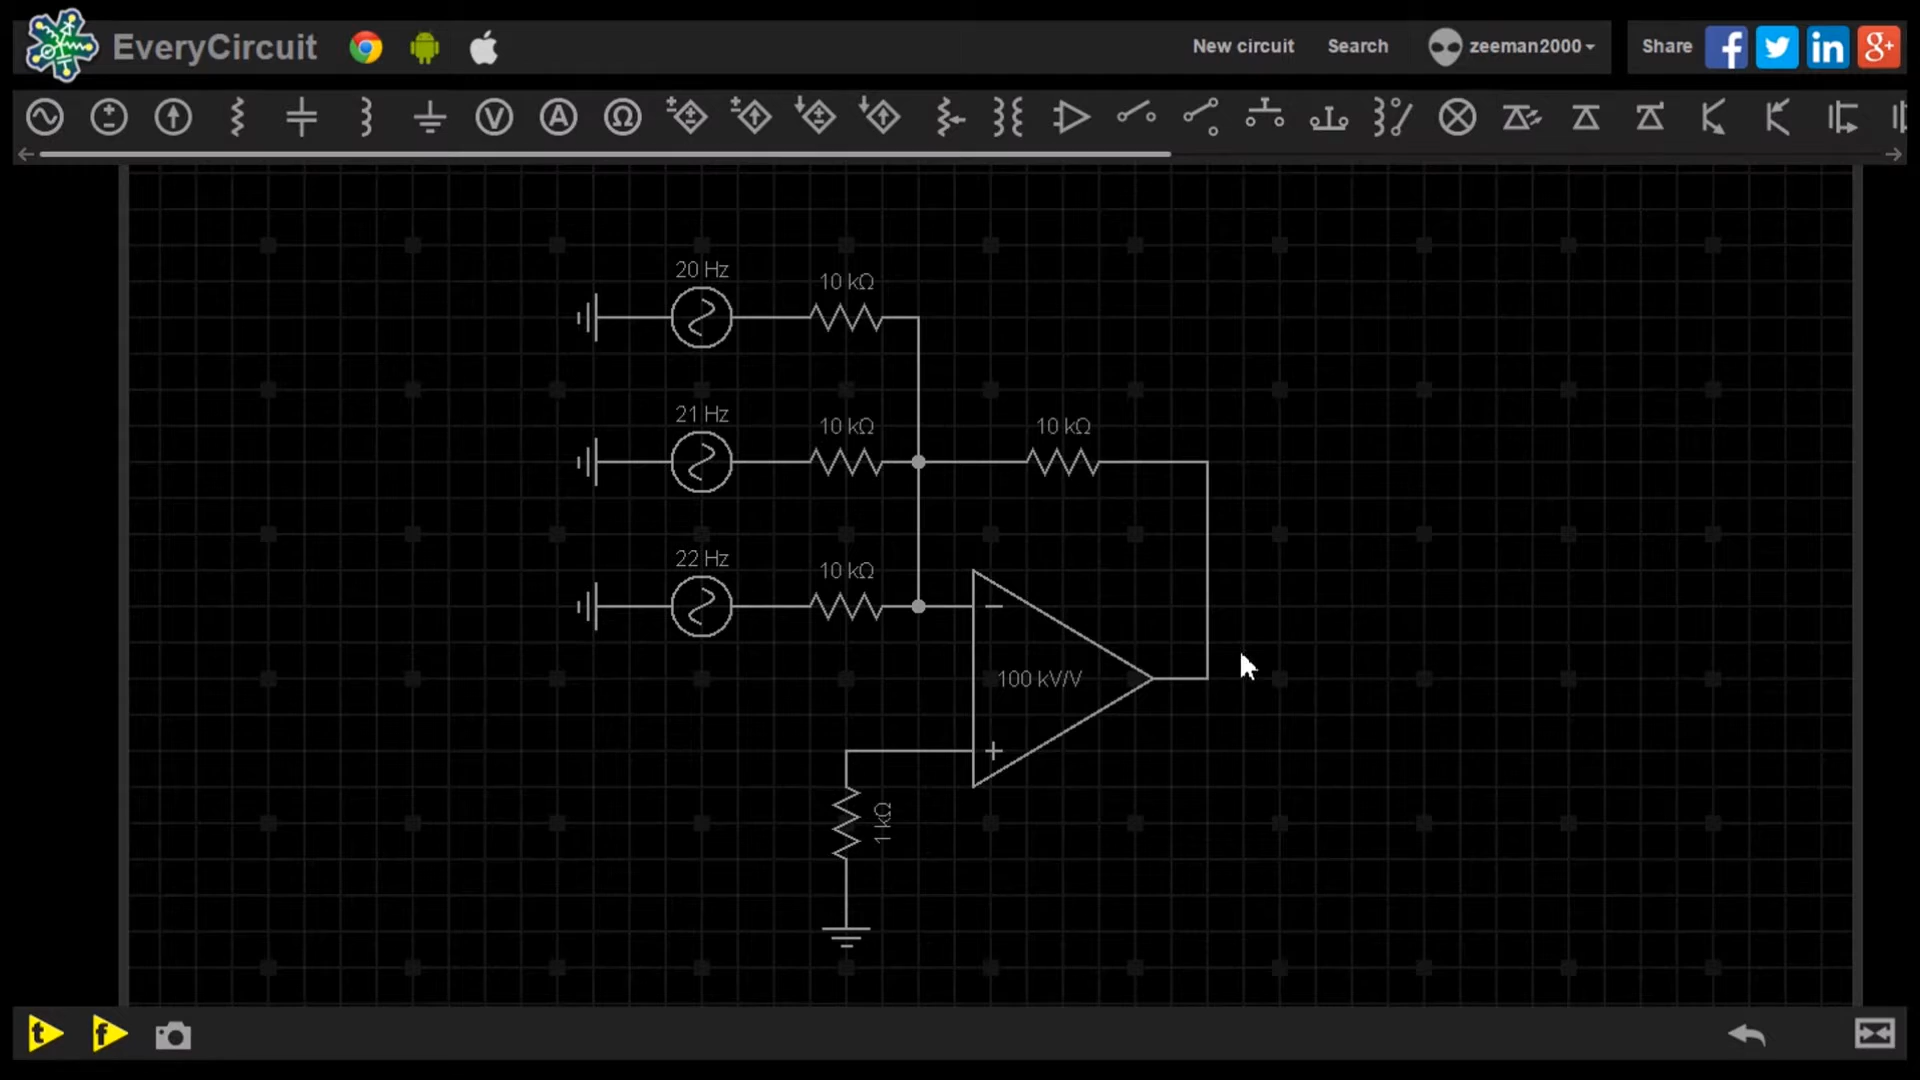 EveryCircuit
New circuit
Search
zeeman2000
Share
20 Hz
10 kΩ
21 Hz
10 kΩ
10 kΩ
22 Hz
10 kΩ
100 kV/V
1 kΩ
t
f